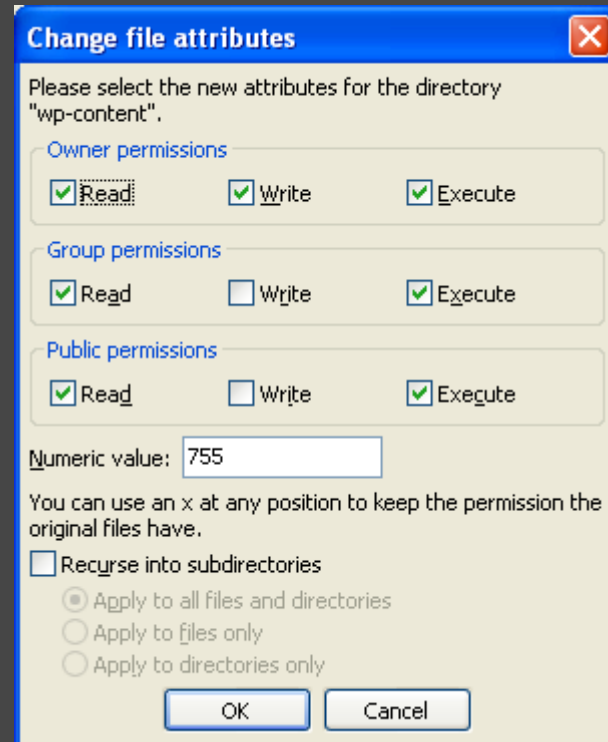 Change file attributes
Please select the new attributes for the directory
"wp-content".
Owner permissions
Read Write Execute
Group permissions
Read Write Execute
Public permissions
Read Write Execute
Numeric value: 755
You can use an x at any position to keep the permission the
original files have.
Recurse into subdirectories
Apply to all files and directories
Apply to files only
Apply to directories only
OK Cancel